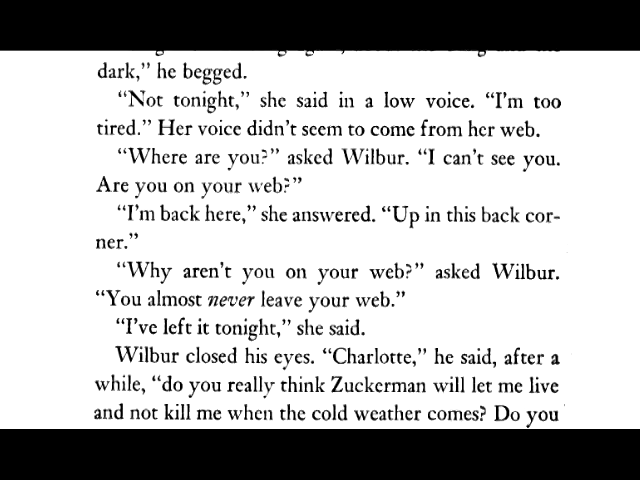 dark,” he begged.
“Not tonight,” she said in a low voice. “I'm too
tired.” Her voice didn't seem to come from her web.
“Where are you?” asked Wilbur. “I can't see you.
Are you on your web?”
“I'm back here,” she answered. “Up in this back cor-
ner.”
“Why aren't you on your web?” asked Wilbur.
“You almost never leave your web.”
“I've left it tonight,” she said.
Wilbur closed his eyes. “Charlotte,” he said, after a
while, “do you really think Zuckerman will let me live
and not kill me when the cold weather comes? Do you